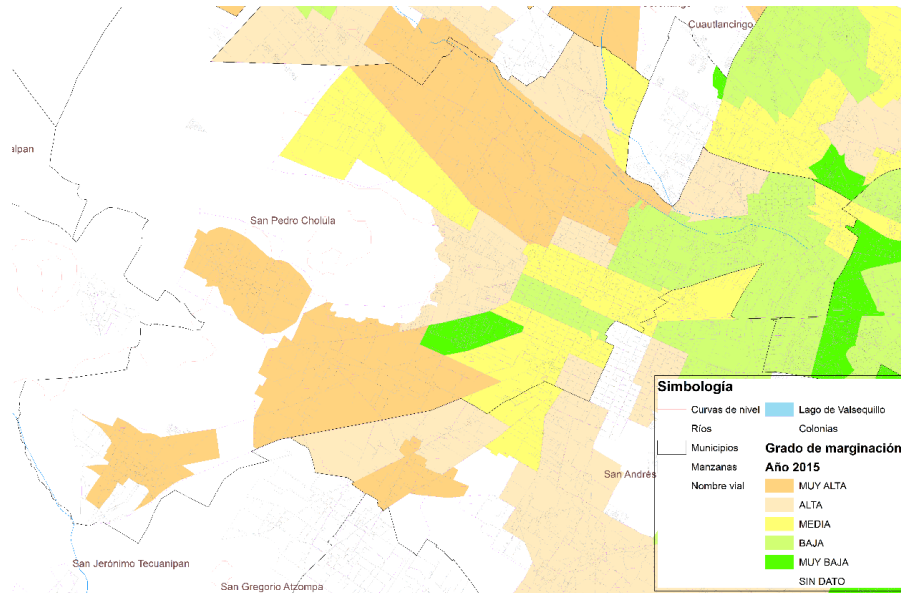 Cuautlancingo
alpan
San Pedro Cholula
San Andrés
San Jerónimo Tecuanipan
San Gregorio Atzompa
Simbología
Curvas de nivel
Ríos
Municipios
Manzanas
Nombre vial
Lago de Valsequillo
Colonias
Grado de marginación
Año 2015
MUY ALTA
ALTA
MEDIA
BAJA
MUY BAJA
SIN DATO